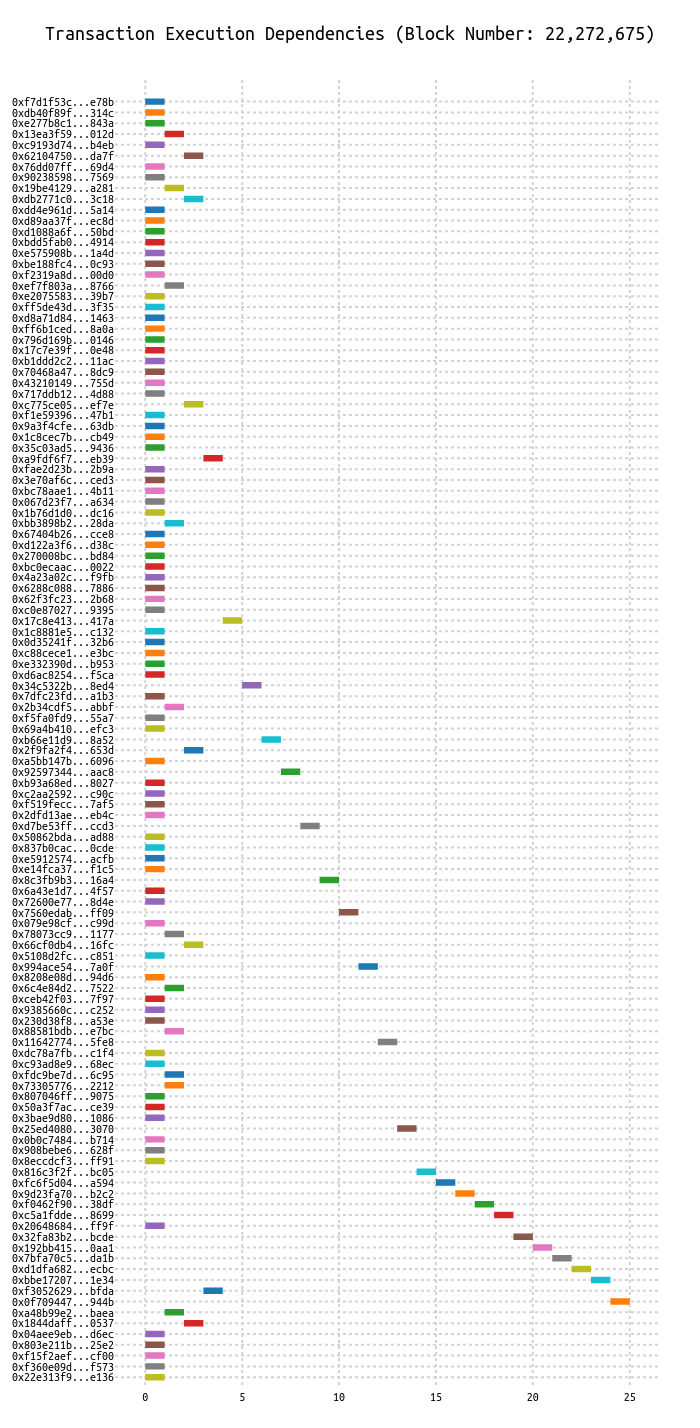 Transaction Execution Dependencies (Block Number: 22,272,675)
0xf7d1f53c...e78b
0xdb40f89f...314c
0xe277b8c1...843a
0x13ea3f59...012d
0xc9193d74...b4eb
0x62104750...da7f
0x76dd07ff...69d4
0x90238598...7569
0x19be4129...a281
0xdb2771c0...3c18
0xdd4e961d...5a14
0xd89aa37f...ec8d
0xd1088a6f...50bd
0xbdd5fab0...4914
0xe575908b...1a4d
0xbe188fc4...0c93
0xf2319a8d...00d0
0xef7f803a...8766
0xe2075583...39b7
0xff5de43d...3f35
0xd8a71d84...1463
0xff6b1ced...8a0a
0x796d169b...0146
0x17c7e39f...0e48
0xb1ddd2c2...11ac
0x70468a47...8dc9
0x43210149...755d
0x717ddb12...4d88
0xc775ce05...ef7e
0xf1e59396...47b1
0x9a3f4cfe...63db
0x1c8cec7b...cb49
0x35c03ad5...9436
0xa9fdf6f7...eb39
0xfae2d23b...2b9a
0x3e70af6c...ced3
0xbc78aae1...4b11
0x067d23f7...a634
0x1b76d1d0...dc16
0xbb3898b2...28da
0x67404b26...cce8
0xd122a3f6...d38c
0x270008bc...bd84
0xbc0ecaac...0022
0x4a23a02c...f9fb
0x6288c088...7886
0x62f3fc23...2b68
0xc0e87027...9395
0x17c8e413...417a
0x1c8881e5...c132
0x0d35241f...32b6
0xc88cece1...e3bc
0xe332390d...b953
0xd6ac8254...f5ca
0x34c5322b...8ed4
0x7dfc23fd...a1b3
0x2b34cdf5...abbf
0xf5fa0fd9...55a7
0x69a4b410...efc3
0xb66e11d9...8a52
0x2f9fa2f4...653d
0xa5bb147b...6096
0x92597344...aac8
0xb93a68ed...8027
0xc2aa2592...c90c
0xf519fecc...7af5
0x2dfd13ae...eb4c
0xd7be53ff...ccd3
0x50862bda...ad88
0x837b0cac...0cde
0xe5912574...acfb
0xe14fca37...f1c5
0x8c3fb9b3...16a4
0x6a43e1d7...4f57
0x72600e77...8d4e
0x7560edab...ff09
0x079e98cf...c99d
0x78073cc9...1177
0x66cf0db4...16fc
0x5108d2fc...c851
0x994ace54...7a0f
0x8208e08d...94d6
0x6c4e84d2...7522
0xceb42f03...7f97
0x9385660c...c252
0x230d38f8...a53e
0x88581bdb...e7bc
0x11642774...5fe8
0xdc78a7fb...c1f4
0xc93ad8e9...68ec
0xfdc9be7d...6c95
0x73305776...2212
0x807046ff...9075
0x50a3f7ac...ce39
0x3bae9d80...1086
0x25ed4080...3070
0x0b0c7484...b714
0x908bebe6...628f
0x8eccdcf3...ff91
0x816c3f2f...bc05
0xfc6f5d04...a594
0x9d23fa70...b2c2
0xf0462f90...38df
0xc5a1fdde...8699
0x20648684...ff9f
0x32fa83b2...bcde
0x192bb415...0aa1
0x7bfa70c5...da1b
0xd1dfa682...ecbc
0xbbe17207...1e34
0xf3052629...bfda
0x0f709447...944b
0xa48b99e2...baea
0x1844daff...0537
0x04aee9eb...d6ec
0x803e211b...25e2
0xf15f2aef...cf00
0xf360e09d...f573
0x22e313f9...e136
0 5 10 15 20 25